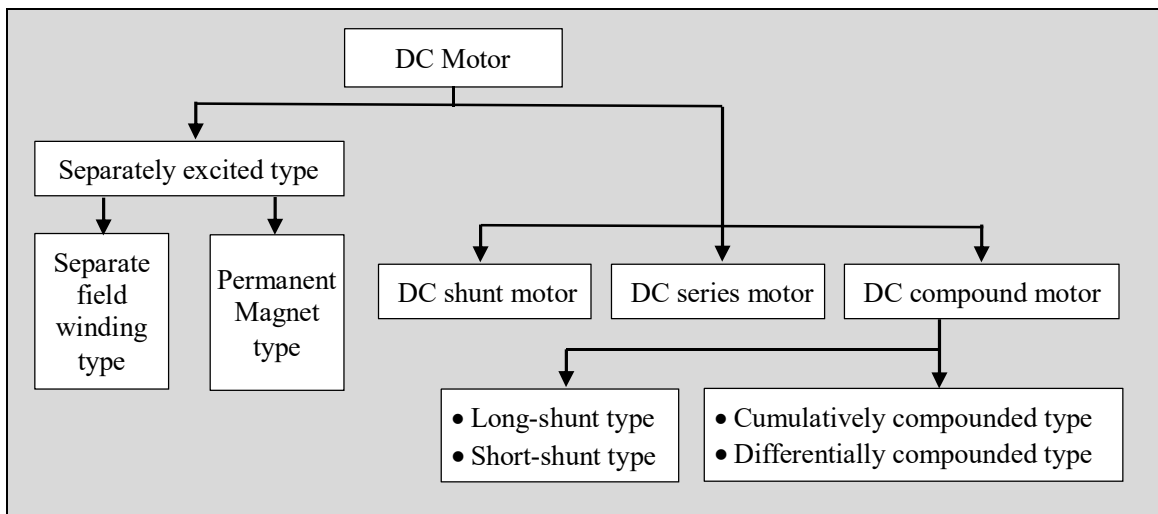 DC Motor
Separately excited type
Separate
field
winding
type
Permanent
Magnet
type
DC shunt motor
DC series motor
DC compound motor
• Long-shunt type
• Short-shunt type
• Cumulatively compounded type
• Differentially compounded type